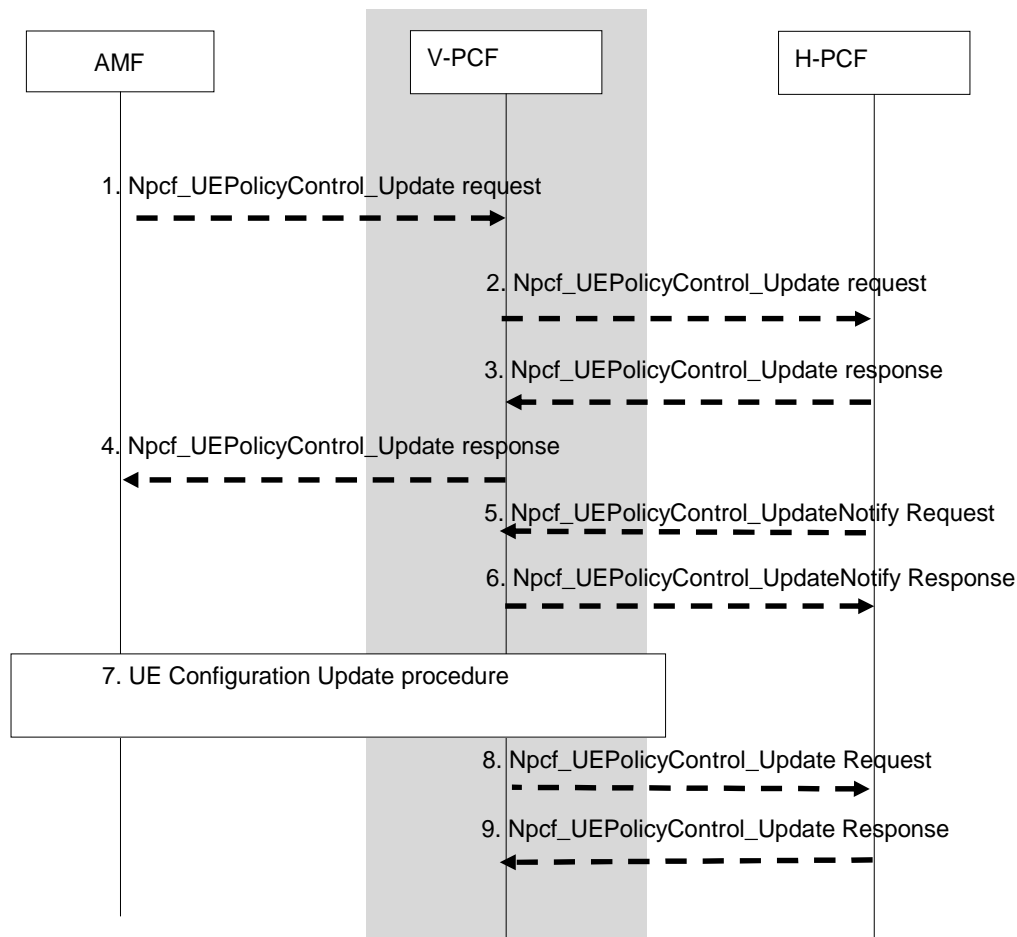 AMF
V-PCF
H-PCF
1. Npcf_UEPolicyControl_Update request
2. Npcf_UEPolicyControl_Update request
3. Npcf_UEPolicyControl_Update response
4. Npcf_UEPolicyControl_Update response
5. Npcf_UEPolicyControl_UpdateNotify Request
6. Npcf_UEPolicyControl_UpdateNotify Response
7. UE Configuration Update procedure
8. Npcf_UEPolicyControl_Update Request
9. Npcf_UEPolicyControl_Update Response